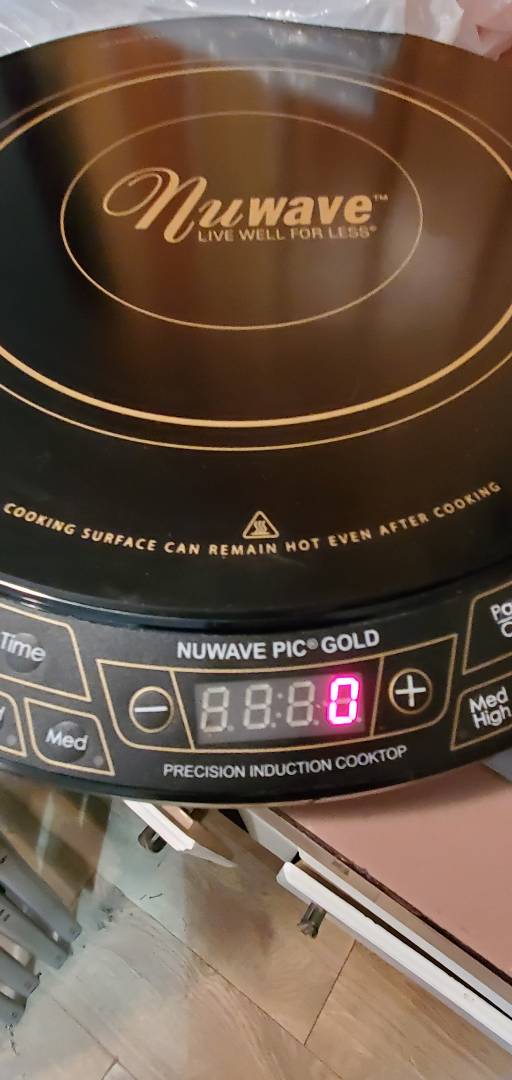 Nuwave™
LIVE WELL FOR LESS®
COOKING SURFACE CAN REMAIN HOT EVEN AFTER COOKING
NUWAVE PIC® GOLD
Time
Med
−
0
+
Med
High
PRECISION INDUCTION COOKTOP